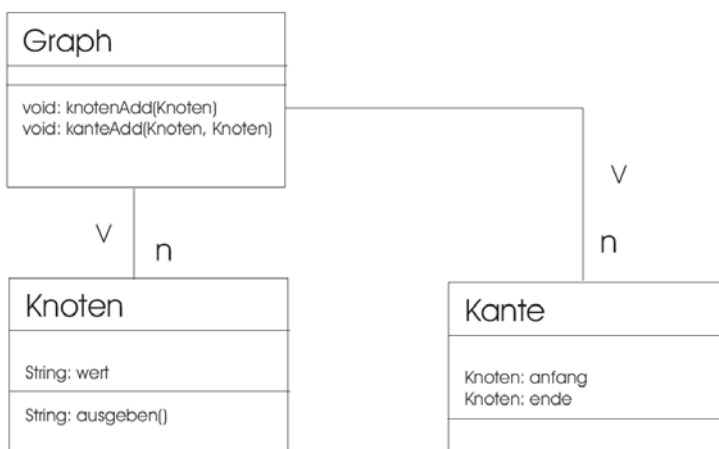 Graph
void: knotenAdd(Knoten)
void: kanteAdd(Knoten, Knoten)
V
n
V
n
Knoten
String: wert
String: ausgeben()
Kante
Knoten: anfang
Knoten: ende